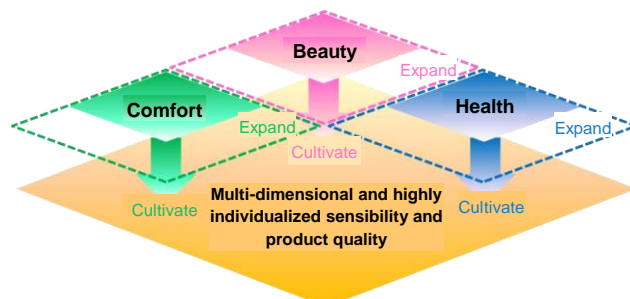 Beauty
Expand
Comfort
Health
Expand
Expand
Cultivate
Multi-dimensional and highly
individualized sensibility and
product quality
Cultivate
Cultivate